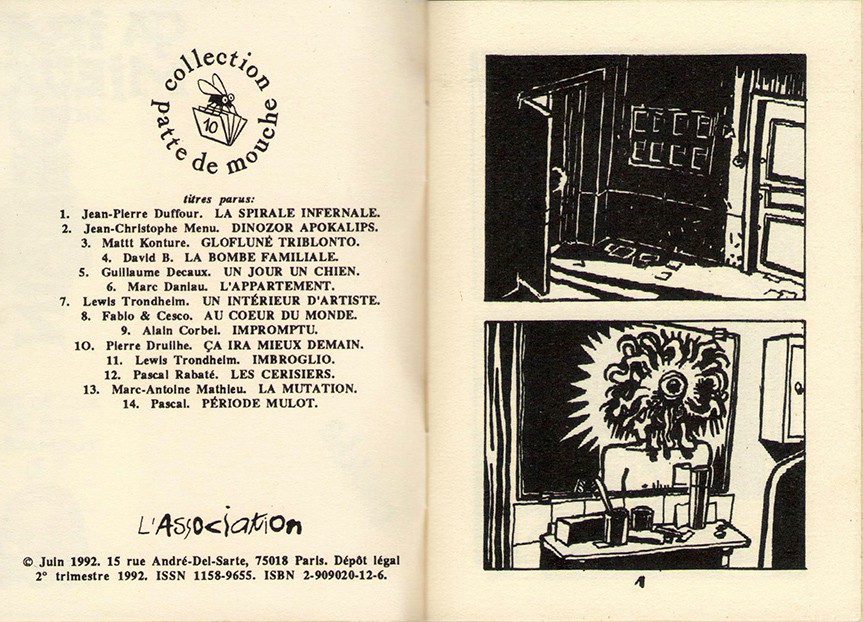 collection
patte de mouche
10
titres parus:
1. Jean-Pierre Duffour. LA SPIRALE INFERNALE.
2. Jean-Christophe Menu. DINOZOR APOKALIPS.
3. Mattt Konture. GLOFLUNÉ TRIBLONTO.
4. David B. LA BOMBE FAMILIALE.
5. Guillaume Decaux. UN JOUR UN CHIEN.
6. Marc Daniau. L'APPARTEMENT.
7. Lewis Trondheim. UN INTÉRIEUR D'ARTISTE.
8. Fabio & Cesco. AU COEUR DU MONDE.
9. Alain Corbel. IMPROMPTU.
10. Pierre Druilhe. ÇA IRA MIEUX DEMAIN.
11. Lewis Trondheim. IMBROGLIO.
12. Pascal Rabaté. LES CERISIERS.
13. Marc-Antoine Mathieu. LA MUTATION.
14. Pascal. PÉRIODE MULOT.
L'ASSOCIATION
© Juin 1992. 15 rue André-Del-Sarte, 75018 Paris. Dépôt légal
2° trimestre 1992. ISSN 1158-9655. ISBN 2-909020-12-6.
1